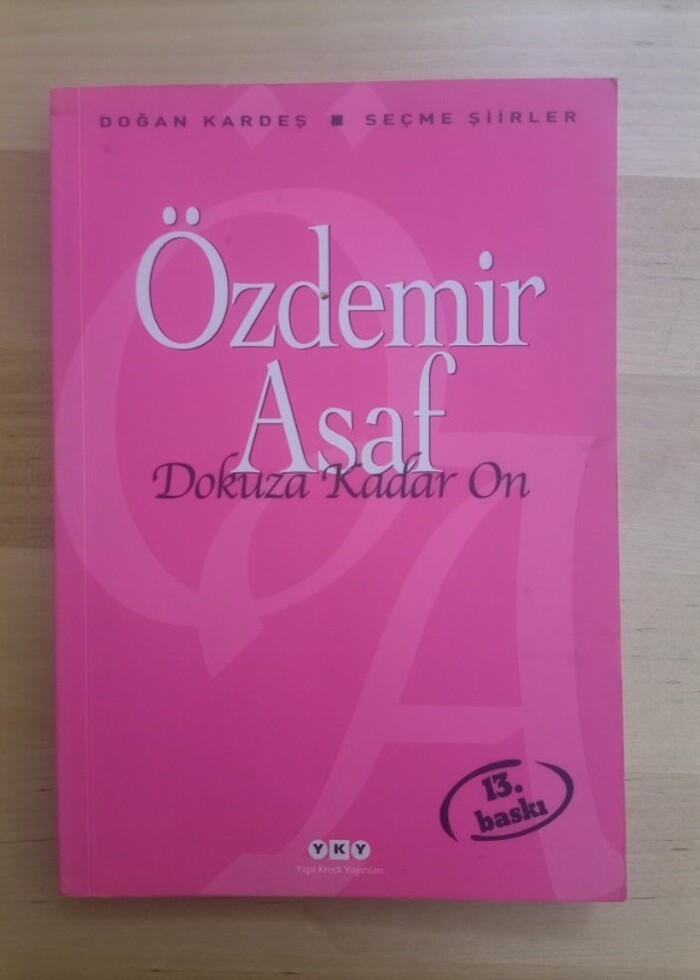 DOĞAN KARDEŞ ■ SEÇME ŞİİRLER
Özdemir
Asaf
Dokuza Kadar On
13.
baskı
YKY
Yapı Kredi Yayınları